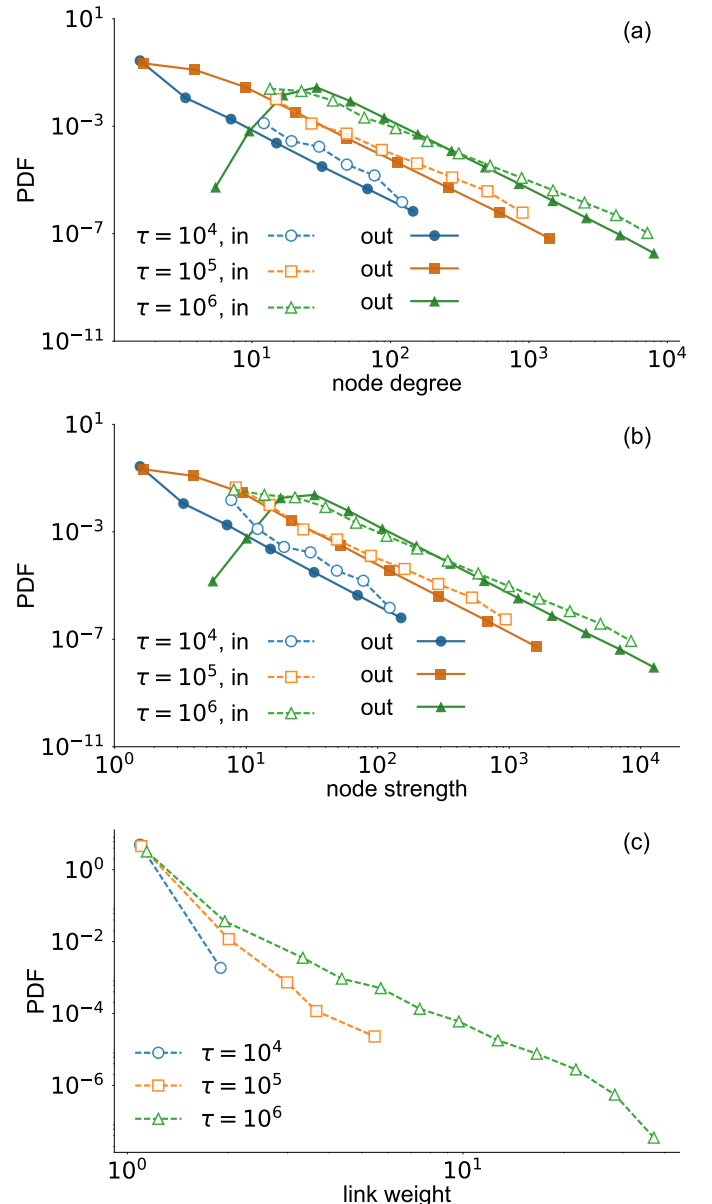 (a)
10^1
10^-3
10^-7
10^-11
PDF
τ = 10^4, in out
τ = 10^5, in out
τ = 10^6, in out
10^1 10^2 10^3 10^4
node degree
(b)
10^1
10^-3
10^-7
10^-11
PDF
τ = 10^4, in out
τ = 10^5, in out
τ = 10^6, in out
10^0 10^1 10^2 10^3 10^4
node strength
(c)
10^0
10^-2
10^-4
10^-6
PDF
τ = 10^4
τ = 10^5
τ = 10^6
10^0 10^1
link weight